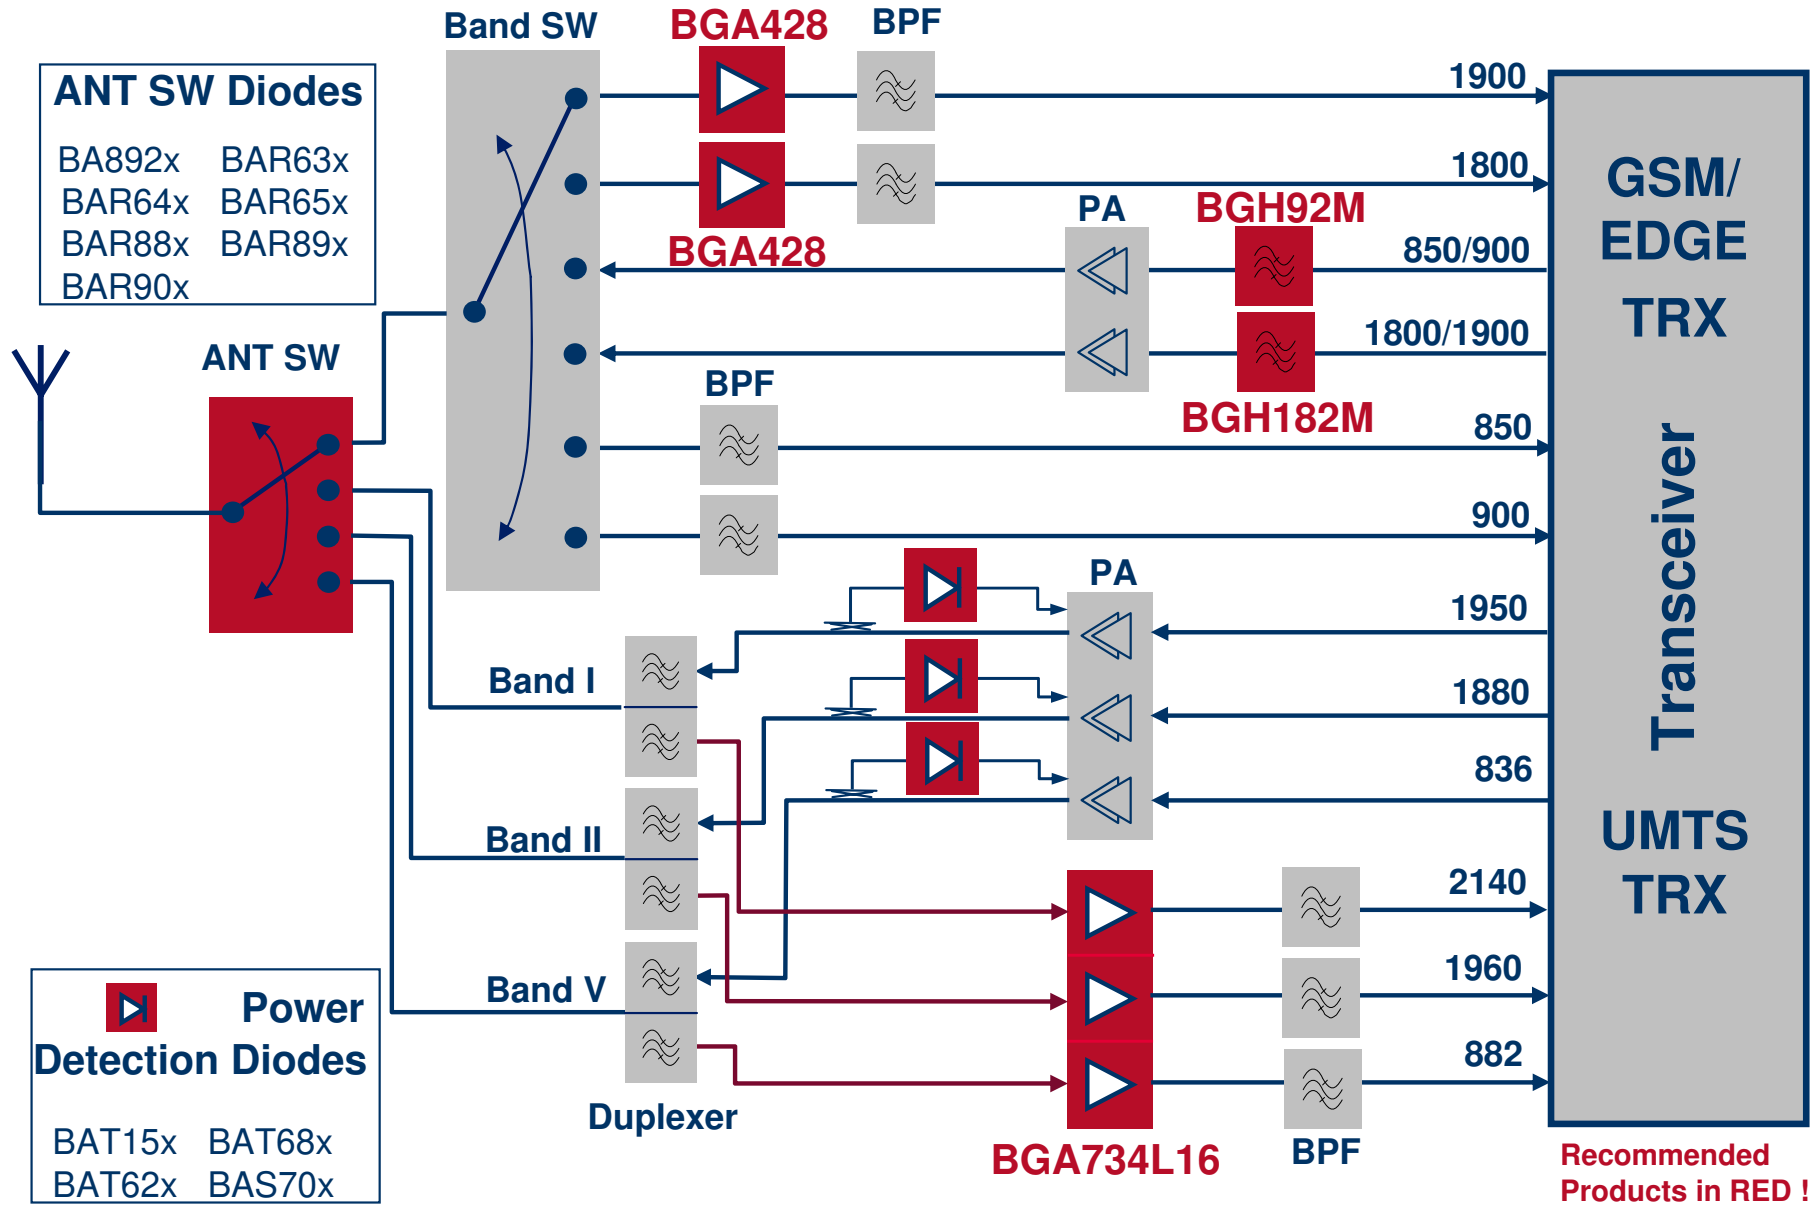 Band SW
BGA428
BPF
ANT SW Diodes
BA892x BAR63x
BAR64x BAR65x
BAR88x BAR89x
BAR90x
1900
1800
BGA428
PA
BGH92M
850/900
1800/1900
BGH182M
GSM/
EDGE
TRX
Transceiver
UMTS
TRX
ANT SW
BPF
850
900
PA
1950
1880
836
Band I
Band II
Band V
Duplexer
2140
1960
882
BGA734L16
BPF
Power
Detection Diodes
BAT15x BAT68x
BAT62x BAS70x
Recommended
Products in RED !